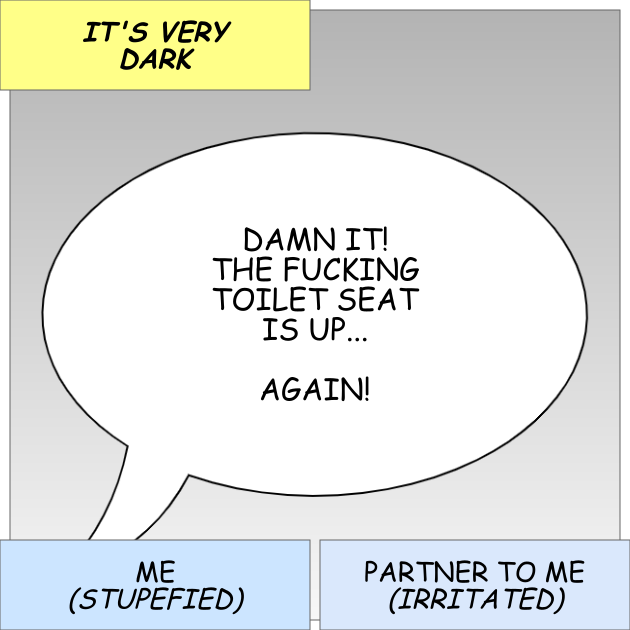 IT'S VERY
DARK
DAMN IT!
THE FUCKING
TOILET SEAT
IS UP...
AGAIN!
ME
(STUPEFIED)
PARTNER TO ME
(IRRITATED)